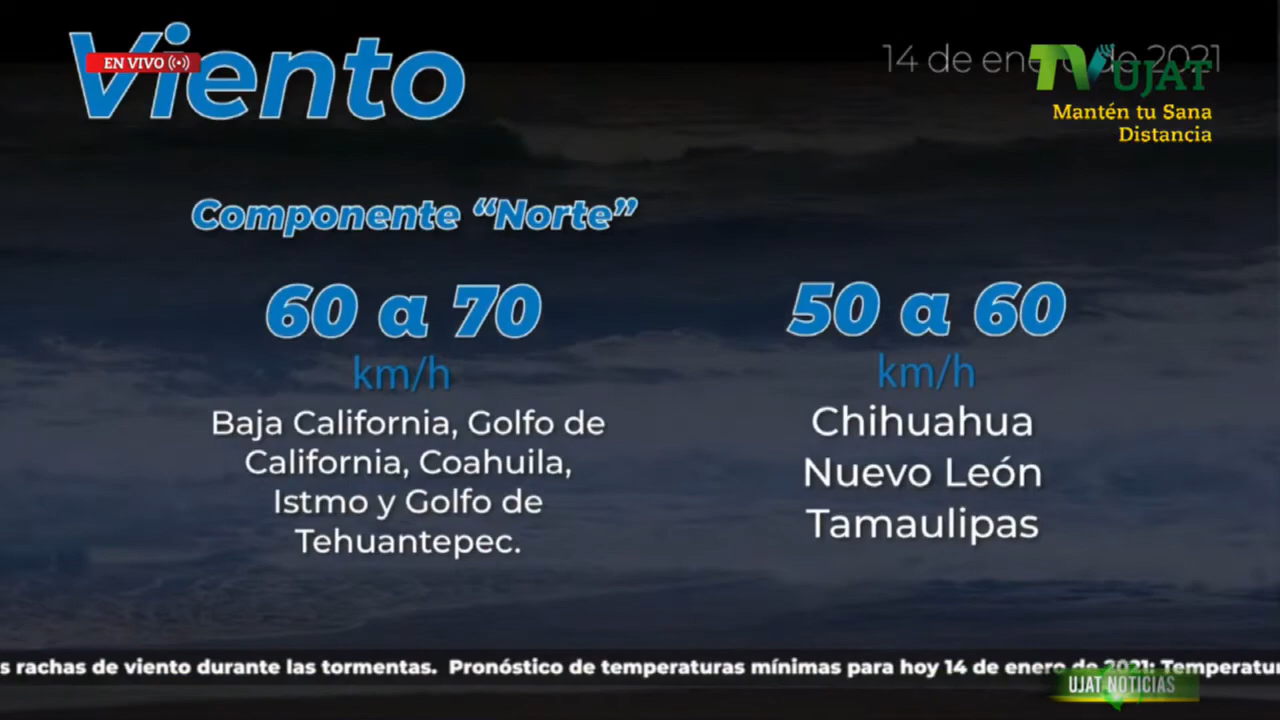 Viento
EN VIVO
14 de enero de 2021
TV UJAT
Mantén tu Sana
Distancia
Componente “Norte”
60 a 70
km/h
Baja California, Golfo de
California, Coahuila,
Istmo y Golfo de
Tehuantepec.
50 a 60
km/h
Chihuahua
Nuevo León
Tamaulipas
s rachas de viento durante las tormentas. Pronóstico de temperaturas mínimas para hoy 14 de enero de 2021: Temperatu
UJAT NOTICIAS